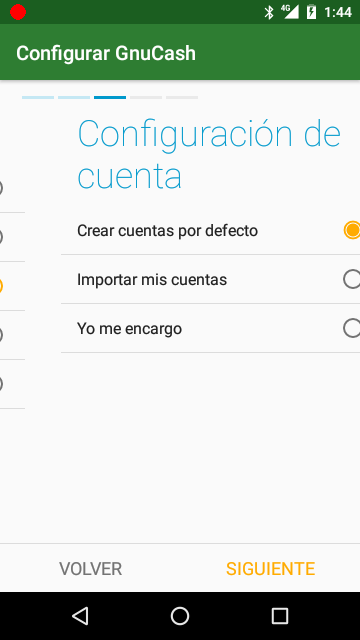 4G
1:44
Configurar GnuCash
Configuración de
cuenta
Crear cuentas por defecto
Importar mis cuentas
Yo me encargo
VOLVER
SIGUIENTE